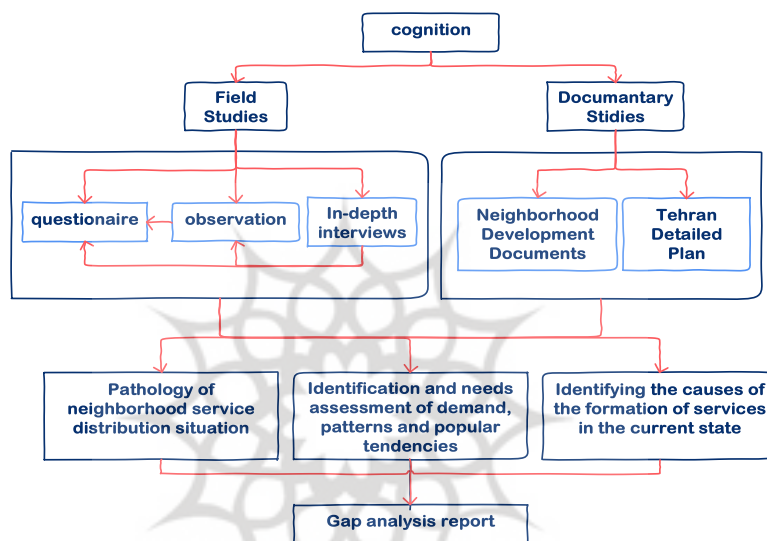 cognition
Field
Studies
Documantary
Stidies
questionaire
observation
In-depth
interviews
Neighborhood
Development
Documents
Tehran
Detailed
Plan
Pathology of
neighborhood service
distribution situation
Identification and needs
assessment of demand,
patterns and popular
tendencies
Identifying the causes of
the formation of services
in the current state
Gap analysis report